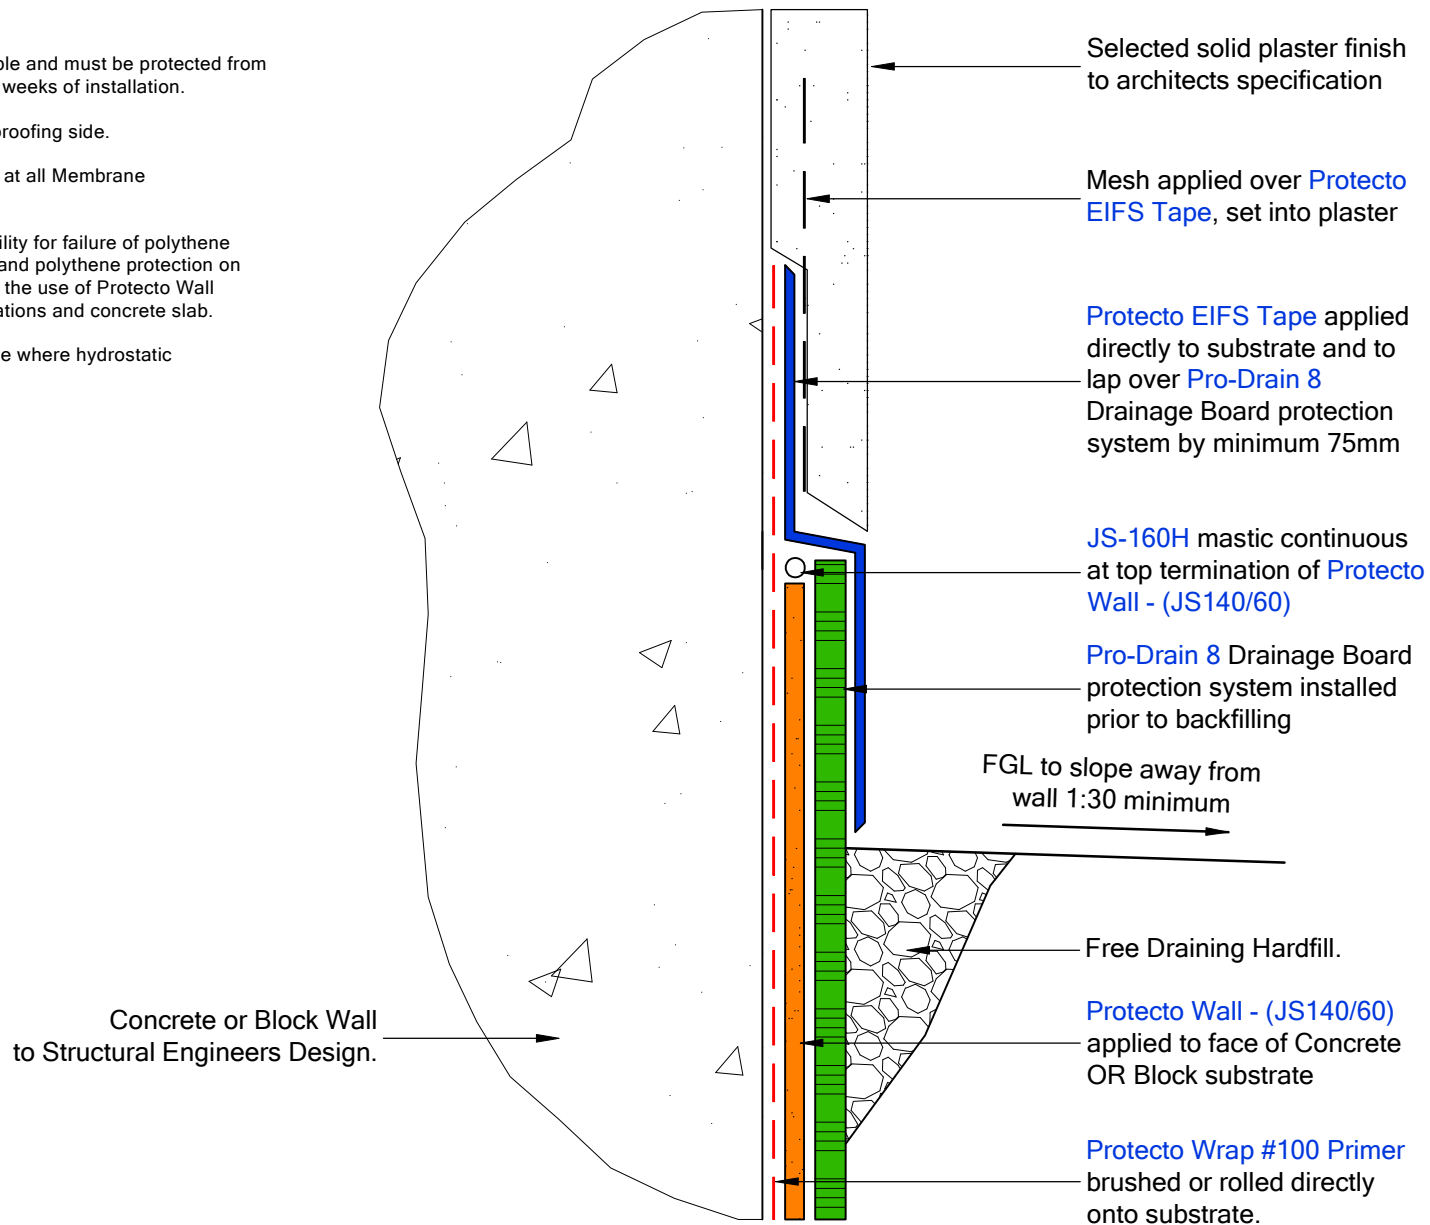 ble and must be protected from
weeks of installation.
roofing side.
at all Membrane
ility for failure of polythene
and polythene protection on
the use of Protecto Wall
ations and concrete slab.
e where hydrostatic
Selected solid plaster finish
to architects specification
Mesh applied over Protecto
EIFS Tape, set into plaster
Protecto EIFS Tape applied
directly to substrate and to
lap over Pro-Drain 8
Drainage Board protection
system by minimum 75mm
JS-160H mastic continuous
at top termination of Protecto
Wall - (JS140/60)
Pro-Drain 8 Drainage Board
protection system installed
prior to backfilling
FGL to slope away from
wall 1:30 minimum
Free Draining Hardfill.
Protecto Wall - (JS140/60)
applied to face of Concrete
OR Block substrate
Concrete or Block Wall
to Structural Engineers Design.
Protecto Wrap #100 Primer
brushed or rolled directly
onto substrate.